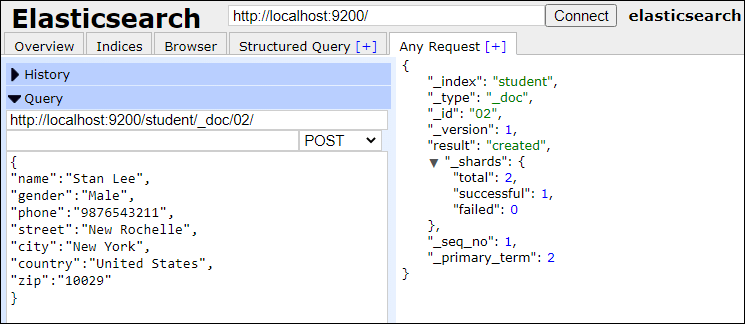 Elasticsearch http://localhost:9200/ Connect elasticsearch
Overview Indices Browser Structured Query [+] Any Request [+]
History
Query
http://localhost:9200/student/_doc/02/
POST
{
"name":"Stan Lee",
"gender":"Male",
"phone":"9876543211",
"street":"New Rochelle",
"city":"New York",
"country":"United States",
"zip":"10029"
}
{
"_index": "student",
"_type": "_doc",
"_id": "02",
"_version": 1,
"result": "created",
▼ "_shards": {
"total": 2,
"successful": 1,
"failed": 0
},
"_seq_no": 1,
"_primary_term": 2
}